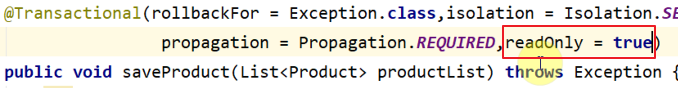 @Transactional(rollbackFor = Exception.class,isolation = Isolation.SE
propagation = Propagation.REQUIRED,readOnly = true)
public void saveProduct(List<Product> productList) throws Exception {